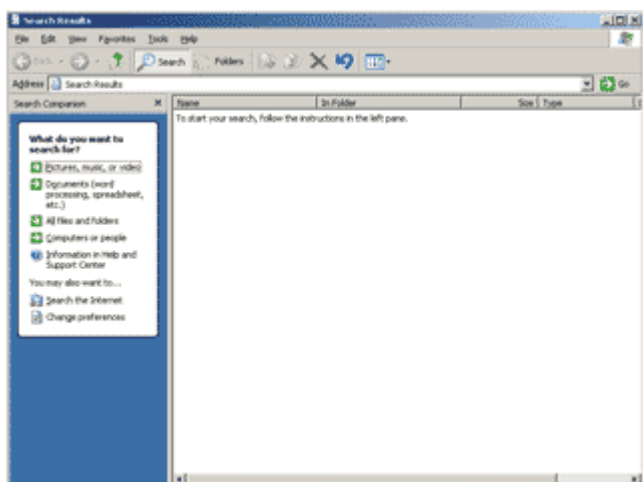 Search Results
File Edit View Favorites Tools Help
Back Search Folders
Address Search Results Go
Search Companion
Name In Folder Size Type
To start your search, follow the instructions in the left pane.
What do you want to
search for?
Pictures, music, or video
Documents (word
processing, spreadsheet,
etc.)
All files and folders
Computers or people
Information in Help and
Support Center
You may also want to...
Search the Internet
Change preferences